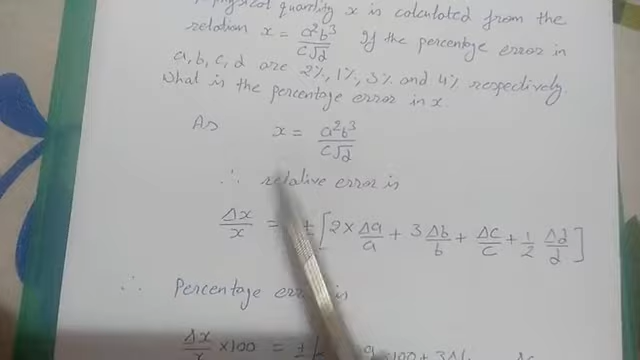 physical quantity x is calculated from the
relation x = a²b³/c√d If the percentage error in
a, b, c, d are 2%, 1%, 3% and 4% respectively.
What is the percentage error in x.
As x = a²b³/c√d
∴ relative error is
Δx/x = ± [2 × Δa/a + 3 Δb/b + Δc/c + 1/2 Δd/d]
∴ Percentage is
Δx/x × 100 = ±